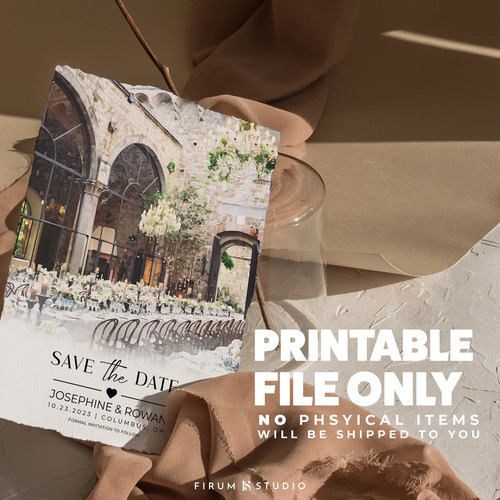 SAVE the DATE
JOSEPHINE & ROWAN
10.23.2023 | COLUMBUS, OH
FORMAL INVITATION TO FOLLOW
PRINTABLE
FILE ONLY
NO PHSYICAL ITEMS
WILL BE SHIPPED TO YOU
FIRUM STUDIO